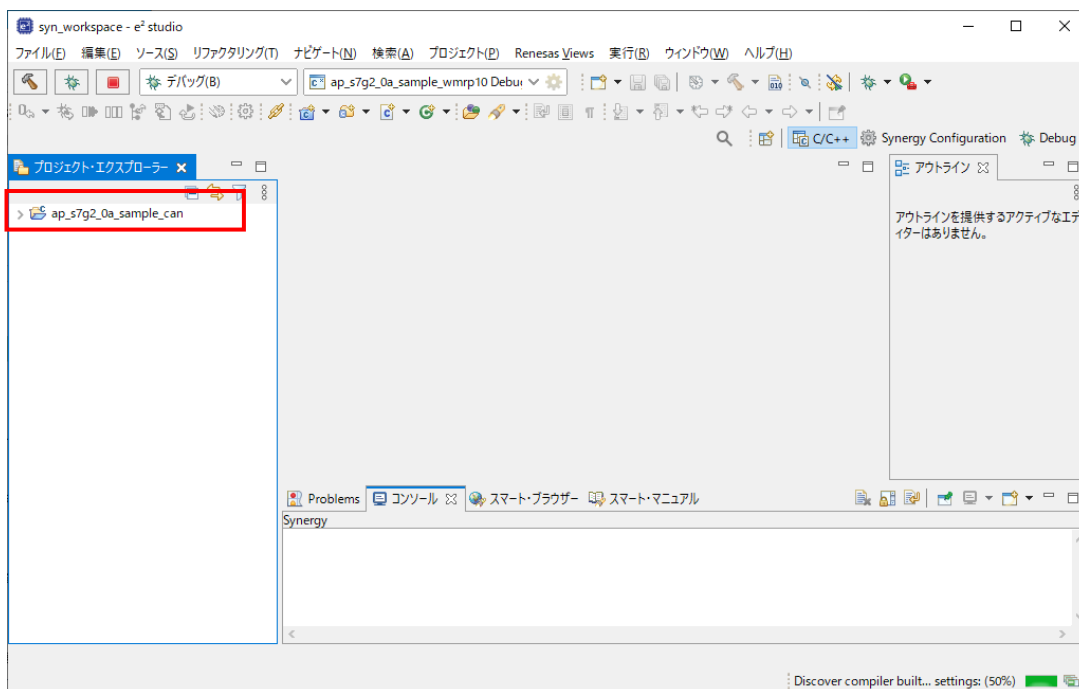 syn_workspace - e² studio
ファイル(F) 編集(E) ソース(S) リファクタリング(T) ナビゲート(N) 検索(A) プロジェクト(P) Renesas Views 実行(R) ウィンドウ(W) ヘルプ(H)
デバッグ(B) ap_s7g2_0a_sample_wmrp10 Debu
C/C++ Synergy Configuration Debug
プロジェクト・エクスプローラー
アウトライン
ap_s7g2_0a_sample_can
アウトラインを提供するアクティブなエデ
ィターはありません。
Problems コンソール スマート・ブラウザー スマート・マニュアル
Synergy
Discover compiler built... settings: (50%)